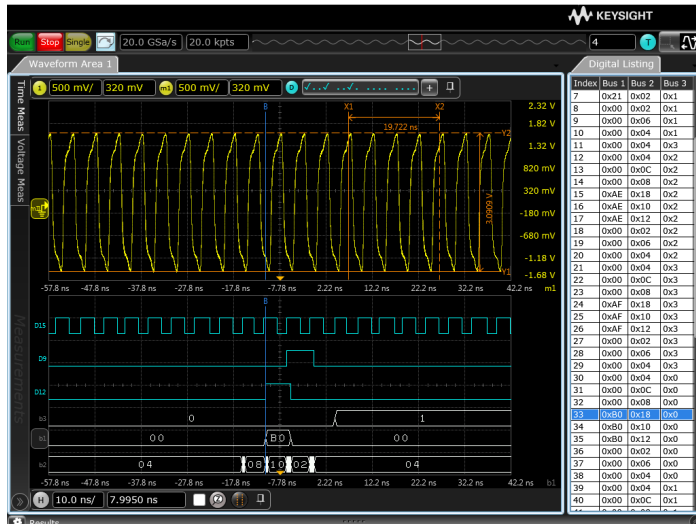 KEYSIGHT
Run Stop Single 20.0 GSa/s 20.0 kpts 4 T
Waveform Area 1
Digital Listing
Time Meas
Voltage Meas
Measurements
1 500 mV/ 320 mV m1 500 mV/ 320 mV D +
B X1 X2
19.722 ns
Y2
3.0909 V
Y1
2.32 V
1.82 V
1.32 V
820 mV
320 mV
-180 mV
-680 mV
-1.18 V
-1.68 V
-57.8 ns -47.8 ns -37.8 ns -27.8 ns -17.8 ns -7.78 ns 2.22 ns 12.2 ns 22.2 ns 32.2 ns 42.2 ns m1
B
D15
D9
D12
b3 0 1
b1 00 B0 00
b2 04 08 10 02 04
-57.8 ns -47.8 ns -37.8 ns -27.8 ns -17.8 ns -7.78 ns 2.22 ns 12.2 ns 22.2 ns 32.2 ns 42.2 ns b1
H 10.0 ns/ 7.9950 ns
Results
Index Bus 1 Bus 2 Bus 3
7 0x21 0x02 0x1
8 0x00 0x02 0x1
9 0x00 0x06 0x1
10 0x00 0x04 0x1
11 0x00 0x04 0x3
12 0x00 0x04 0x2
13 0x00 0x0C 0x2
14 0x00 0x08 0x2
15 0xAE 0x18 0x2
16 0xAE 0x10 0x2
17 0xAE 0x12 0x2
18 0x00 0x02 0x2
19 0x00 0x06 0x2
20 0x00 0x04 0x2
21 0x00 0x04 0x3
22 0x00 0x0C 0x3
23 0x00 0x08 0x3
24 0xAF 0x18 0x3
25 0xAF 0x10 0x3
26 0xAF 0x12 0x3
27 0x00 0x02 0x3
28 0x00 0x06 0x3
29 0x00 0x04 0x3
30 0x00 0x04 0x0
31 0x00 0x0C 0x0
32 0x00 0x08 0x0
33 0xB0 0x18 0x0
34 0xB0 0x10 0x0
35 0xB0 0x12 0x0
36 0x00 0x02 0x0
37 0x00 0x06 0x0
38 0x00 0x04 0x0
39 0x00 0x04 0x1
40 0x00 0x0C 0x1